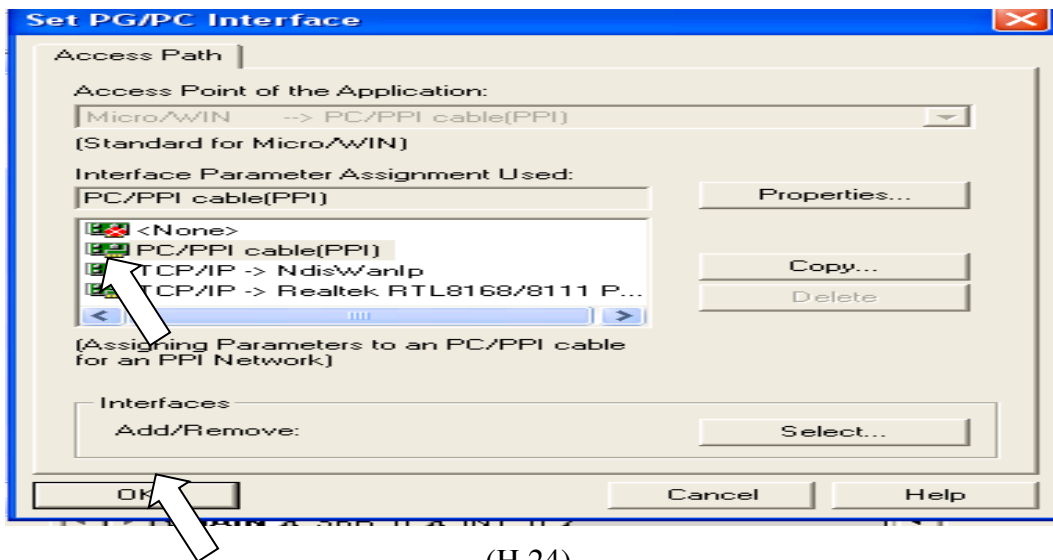 Set PG/PC Interface
Access Path
Access Point of the Application:
Micro/WIN --> PC/PPI cable(PPI)
(Standard for Micro/WIN)
Interface Parameter Assignment Used:
PC/PPI cable(PPI)
Properties...
<None>
PC/PPI cable(PPI)
TCP/IP -> NdisWanIp
Copy...
TCP/IP -> Realtek RTL8168/8111 P...
Delete
(Assigning Parameters to an PC/PPI cable
for an PPI Network)
Interfaces
Add/Remove:
Select...
OK
Cancel
Help